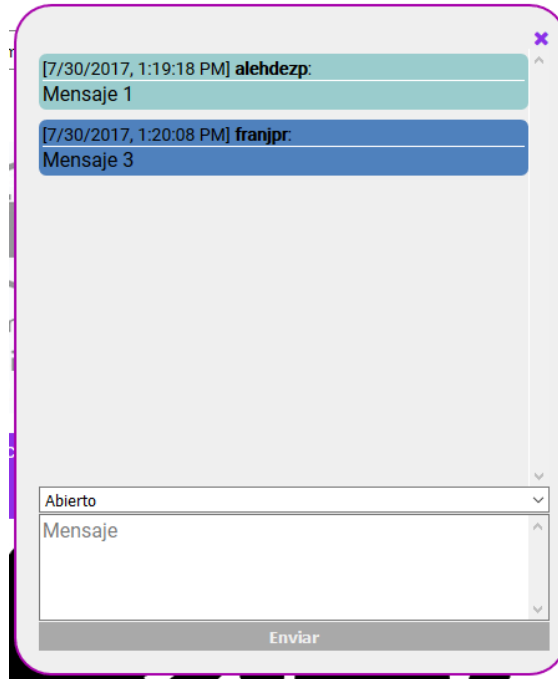 [7/30/2017, 1:19:18 PM] alehdezp:
Mensaje 1
[7/30/2017, 1:20:08 PM] franjpr:
Mensaje 3
Abierto
Mensaje
Enviar